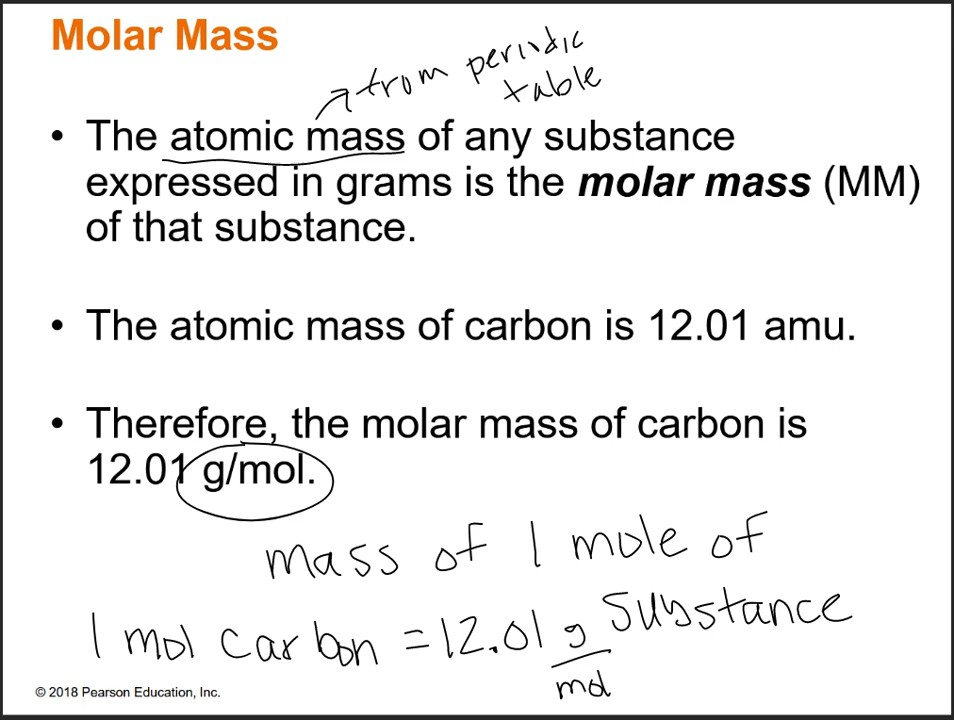 Molar Mass
from periodic
table
• The atomic mass of any substance
expressed in grams is the molar mass (MM)
of that substance.
• The atomic mass of carbon is 12.01 amu.
• Therefore, the molar mass of carbon is
12.01 g/mol.
mass of 1 mole of
substance
1 mol carbon = 12.01 g
mol
© 2018 Pearson Education, Inc.